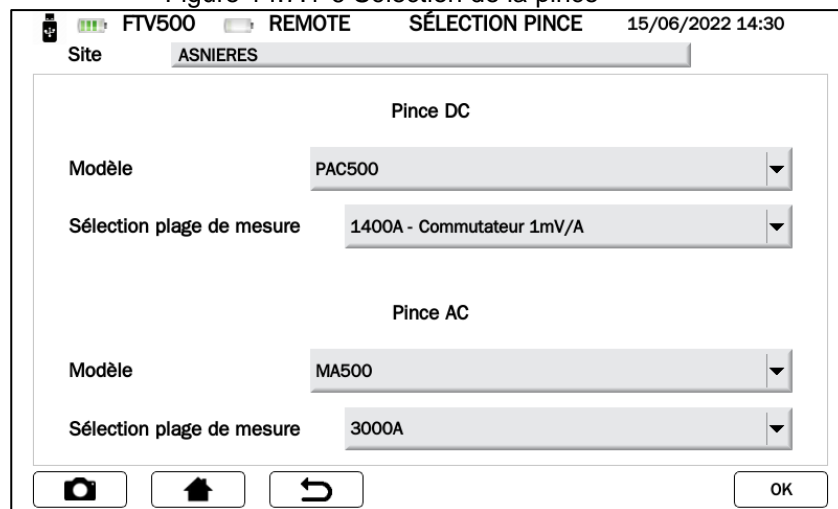 FTV500 REMOTE SÉLECTION PINCE 15/06/2022 14:30
Site ASNIERES
Pince DC
Modèle PAC500
Sélection plage de mesure 1400A - Commutateur 1mV/A
Pince AC
Modèle MA500
Sélection plage de mesure 3000A
OK